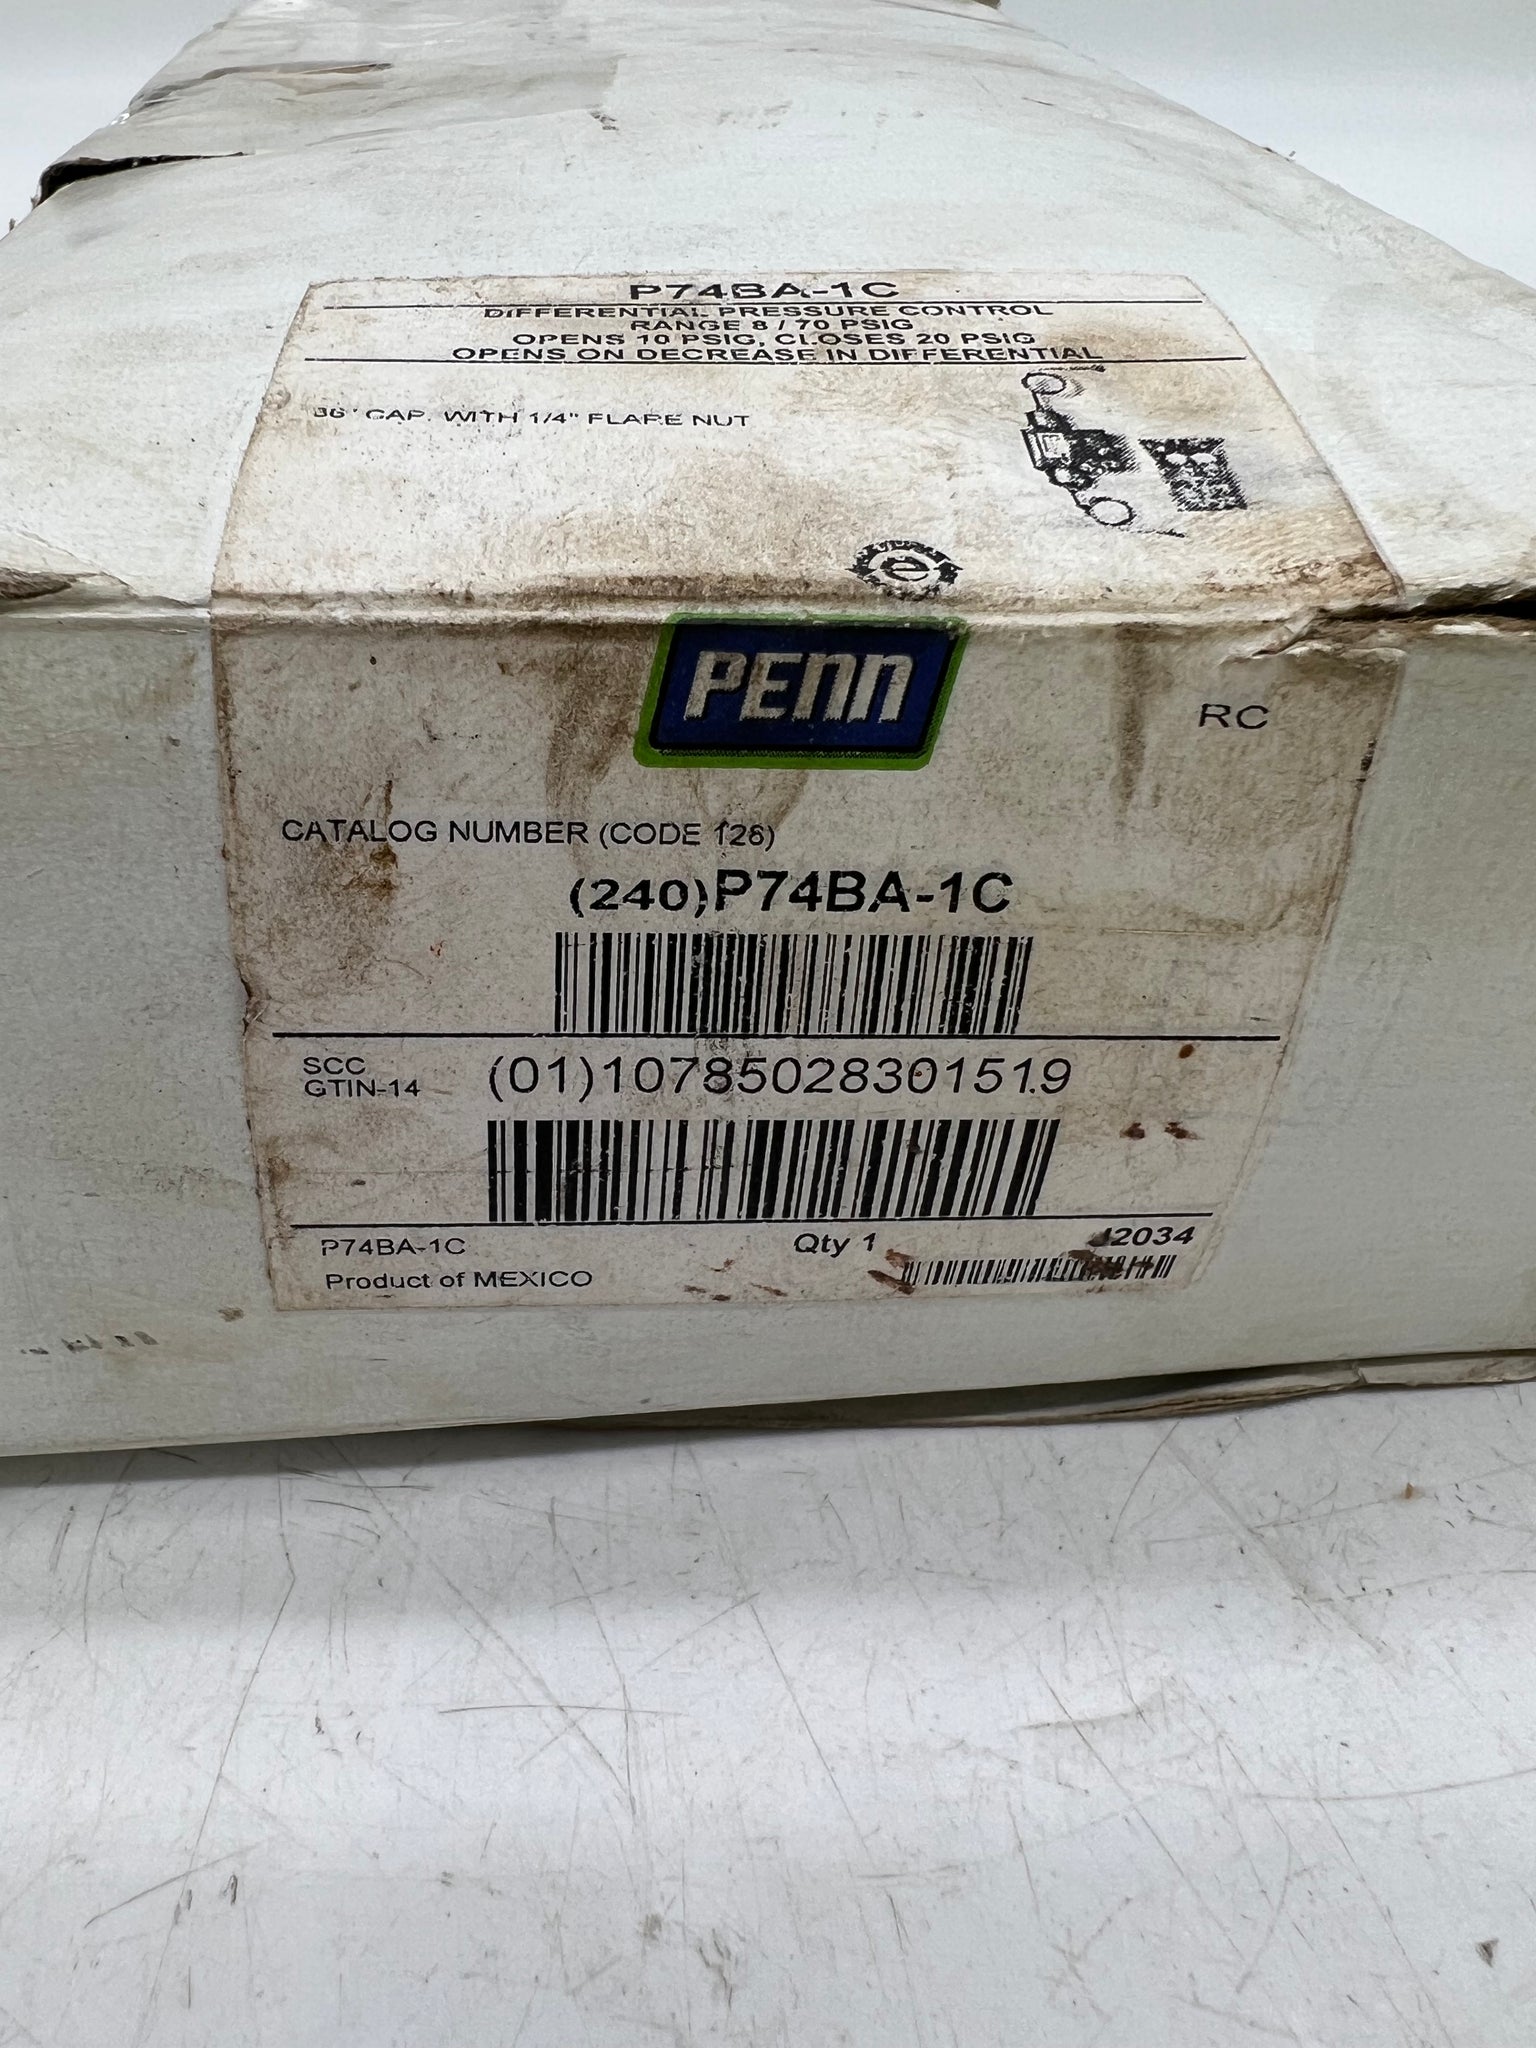 P74BA-1C
DIFFERENTIAL PRESSURE CONTROL
RANGE 8 / 70 PSIG
OPENS 10 PSIG, CLOSES 20 PSIG
OPENS ON DECREASE IN DIFFERENTIAL
36" CAP. WITH 1/4" FLARE NUT
e
PENN
RC
CATALOG NUMBER (CODE 128)
(240)P74BA-1C
SCC
GTIN-14
(01)10785028301519
P74BA-1C
Qty 1
J2034
Product of MEXICO